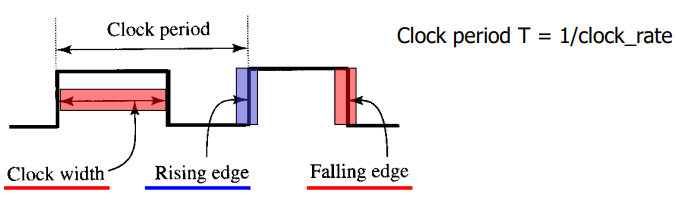 Clock period
Clock period T = 1/clock_rate
Clock width
Rising edge
Falling edge